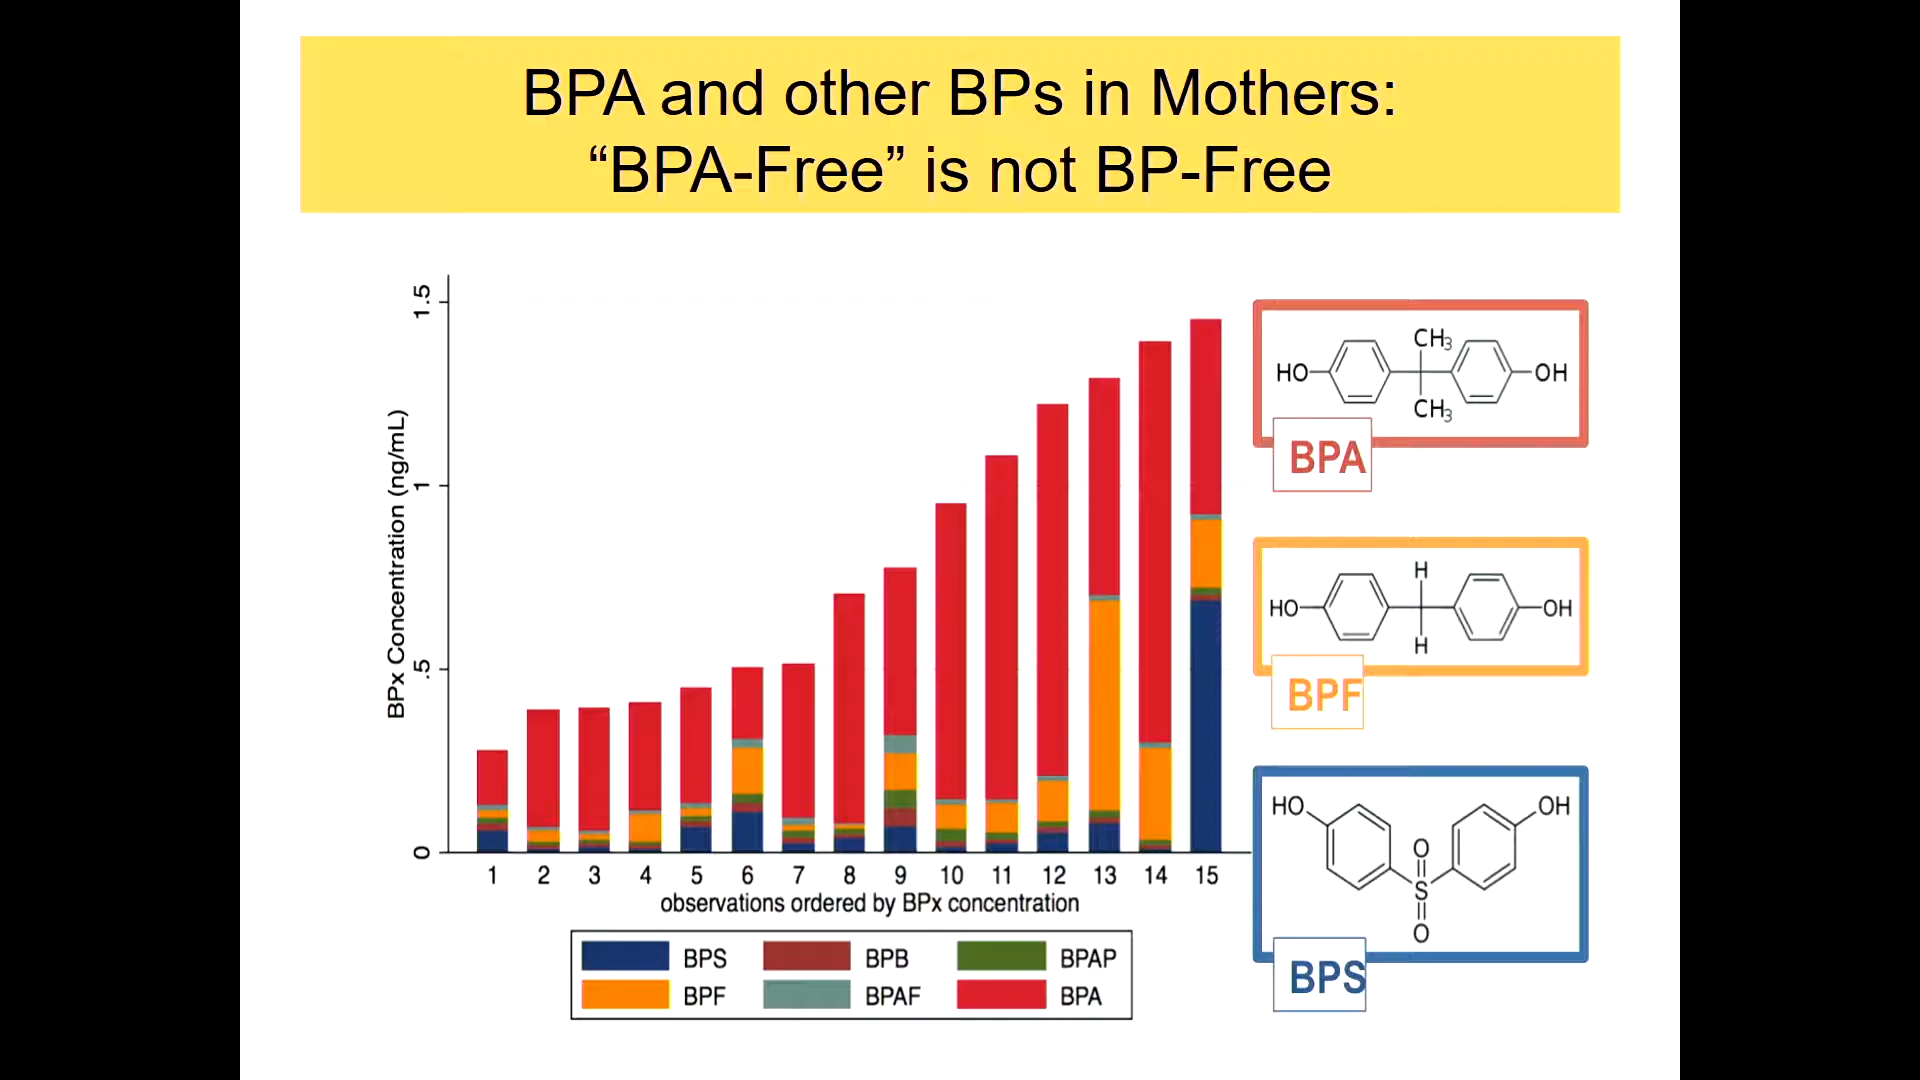 BPA and other BPs in Mothers:
“BPA-Free” is not BP-Free
BPx Concentration (ng/mL)
1.5
1
.5
0
1 2 3 4 5 6 7 8 9 10 11 12 13 14 15
observations ordered by BPx concentration
BPS BPB BPAP
BPF BPAF BPA
CH3
HO OH
CH3
BPA
H
HO OH
H
BPF
HO OH
O
S
O
BPS